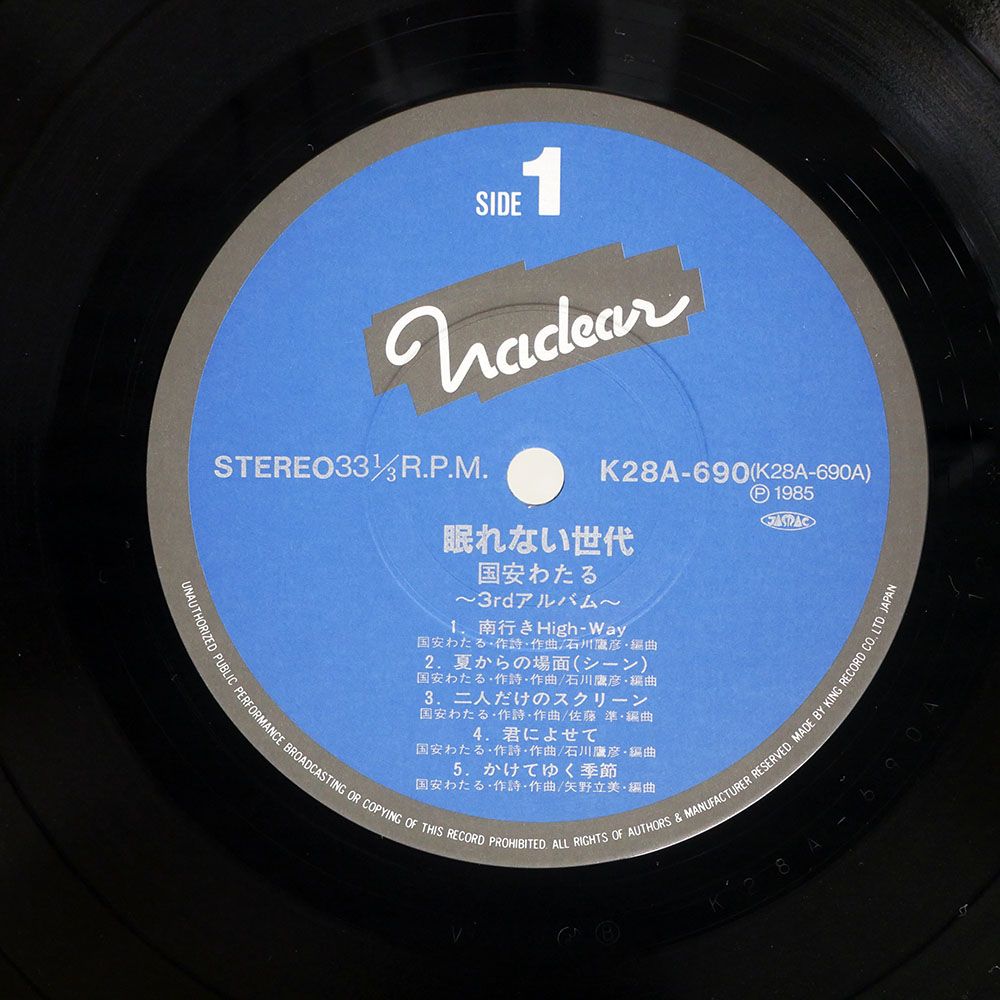 SIDE 1
nadear
STEREO 33 1/3 R.P.M.
K28A-690 (K28A-690A)
Ⓟ 1985
JASRAC
眠れない世代
国安わたる
〜3rdアルバム〜
1. 南行きHigh-Way
国安わたる・作詩・作曲/石川鷹彦・編曲
2. 夏からの場面(シーン)
国安わたる・作詩・作曲/石川鷹彦・編曲
3. 二人だけのスクリーン
国安わたる・作詩・作曲/佐藤 準・編曲
4. 君によせて
国安わたる・作詩・作曲/石川鷹彦・編曲
5. かけてゆく季節
国安わたる・作詩・作曲/矢野立美・編曲
UNAUTHORIZED PUBLIC PERFORMANCE BROADCASTING OR COPYING OF THIS RECORD PROHIBITED. ALL RIGHTS OF AUTHORS & MANUFACTURER RESERVED. MADE BY KING RECORD CO. LTD JAPAN
K28A-690A